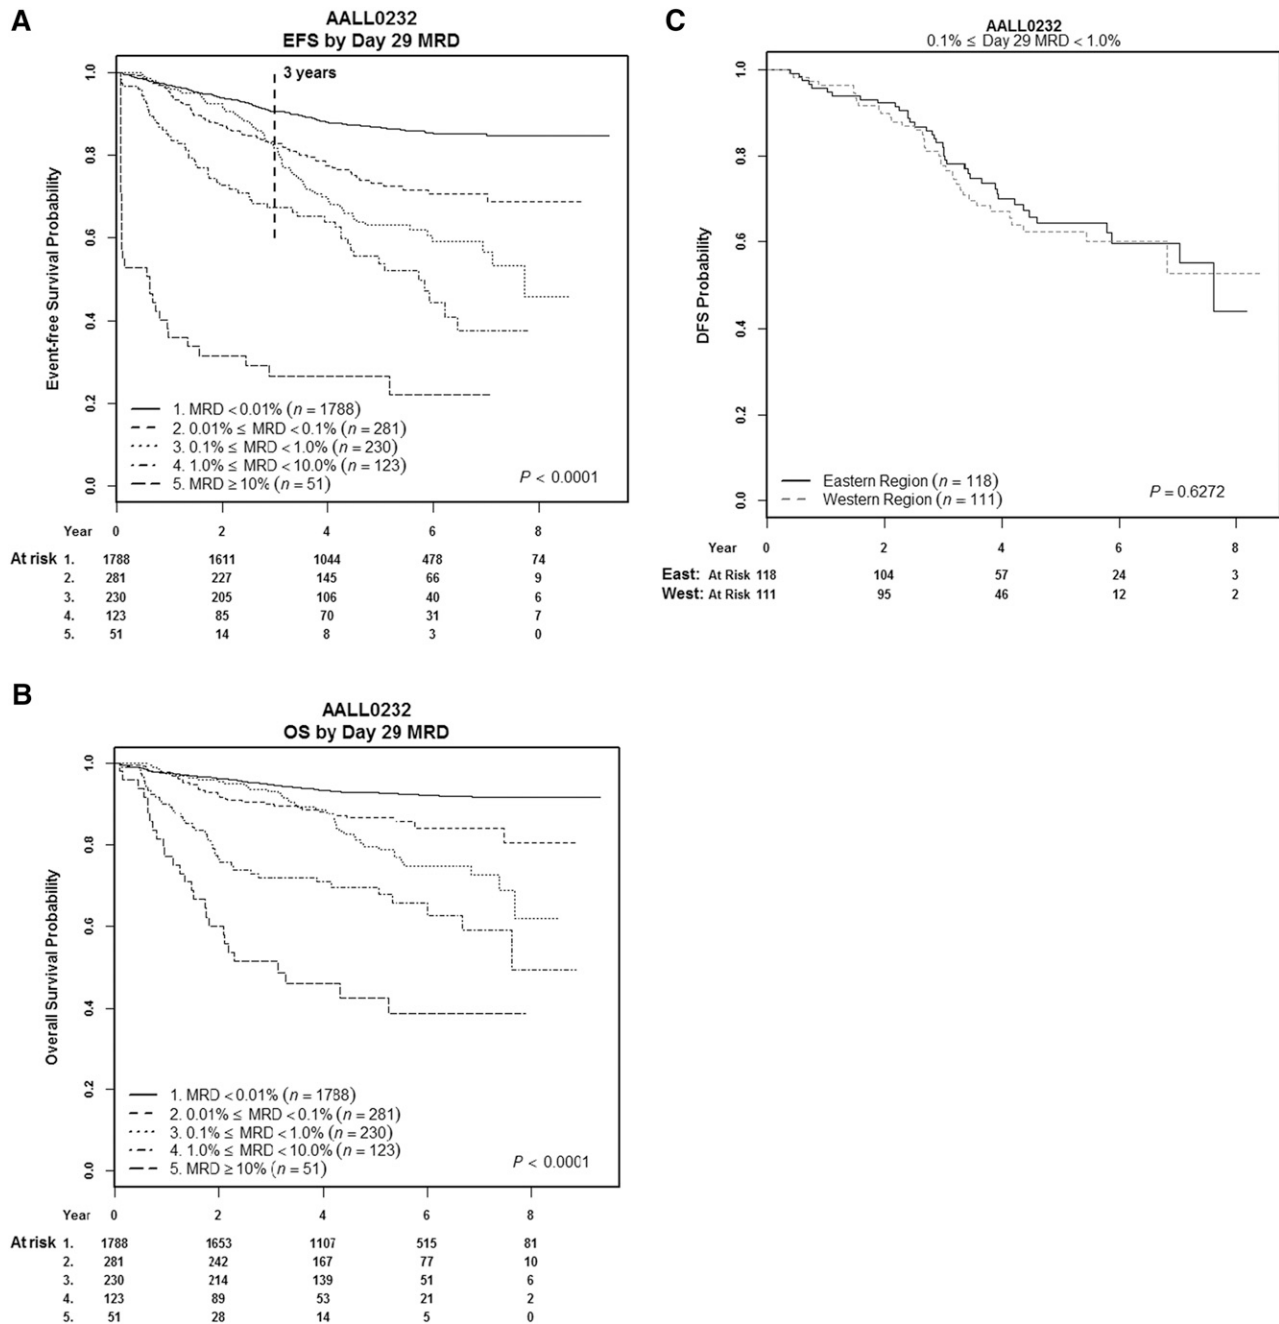 A
AALL0232
EFS by Day 29 MRD
3 years
Event-free Survival Probability
1.0
0.8
0.6
0.4
0.2
0.0
1. MRD < 0.01% (n = 1788)
2. 0.01% ≤ MRD < 0.1% (n = 281)
3. 0.1% ≤ MRD < 1.0% (n = 230)
4. 1.0% ≤ MRD < 10.0% (n = 123)
5. MRD ≥ 10% (n = 51)
P < 0.0001
Year 0 2 4 6 8
At risk 1. 1788 1611 1044 478 74
2. 281 227 145 66 9
3. 230 205 106 40 6
4. 123 85 70 31 7
5. 51 14 8 3 0
C
AALL0232
0.1% ≤ Day 29 MRD < 1.0%
DFS Probability
1.0
0.8
0.6
0.4
0.2
0.0
Eastern Region (n = 118)
Western Region (n = 111)
P = 0.6272
Year 0 2 4 6 8
East: At Risk 118 104 57 24 3
West: At Risk 111 95 46 12 2
B
AALL0232
OS by Day 29 MRD
Overall Survival Probability
1.0
0.8
0.6
0.4
0.2
0.0
1. MRD < 0.01% (n = 1788)
2. 0.01% ≤ MRD < 0.1% (n = 281)
3. 0.1% ≤ MRD < 1.0% (n = 230)
4. 1.0% ≤ MRD < 10.0% (n = 123)
5. MRD ≥ 10% (n = 51)
P < 0.0001
Year 0 2 4 6 8
At risk 1. 1788 1653 1107 515 81
2. 281 242 167 77 10
3. 230 214 139 51 6
4. 123 89 53 21 2
5. 51 28 14 5 0